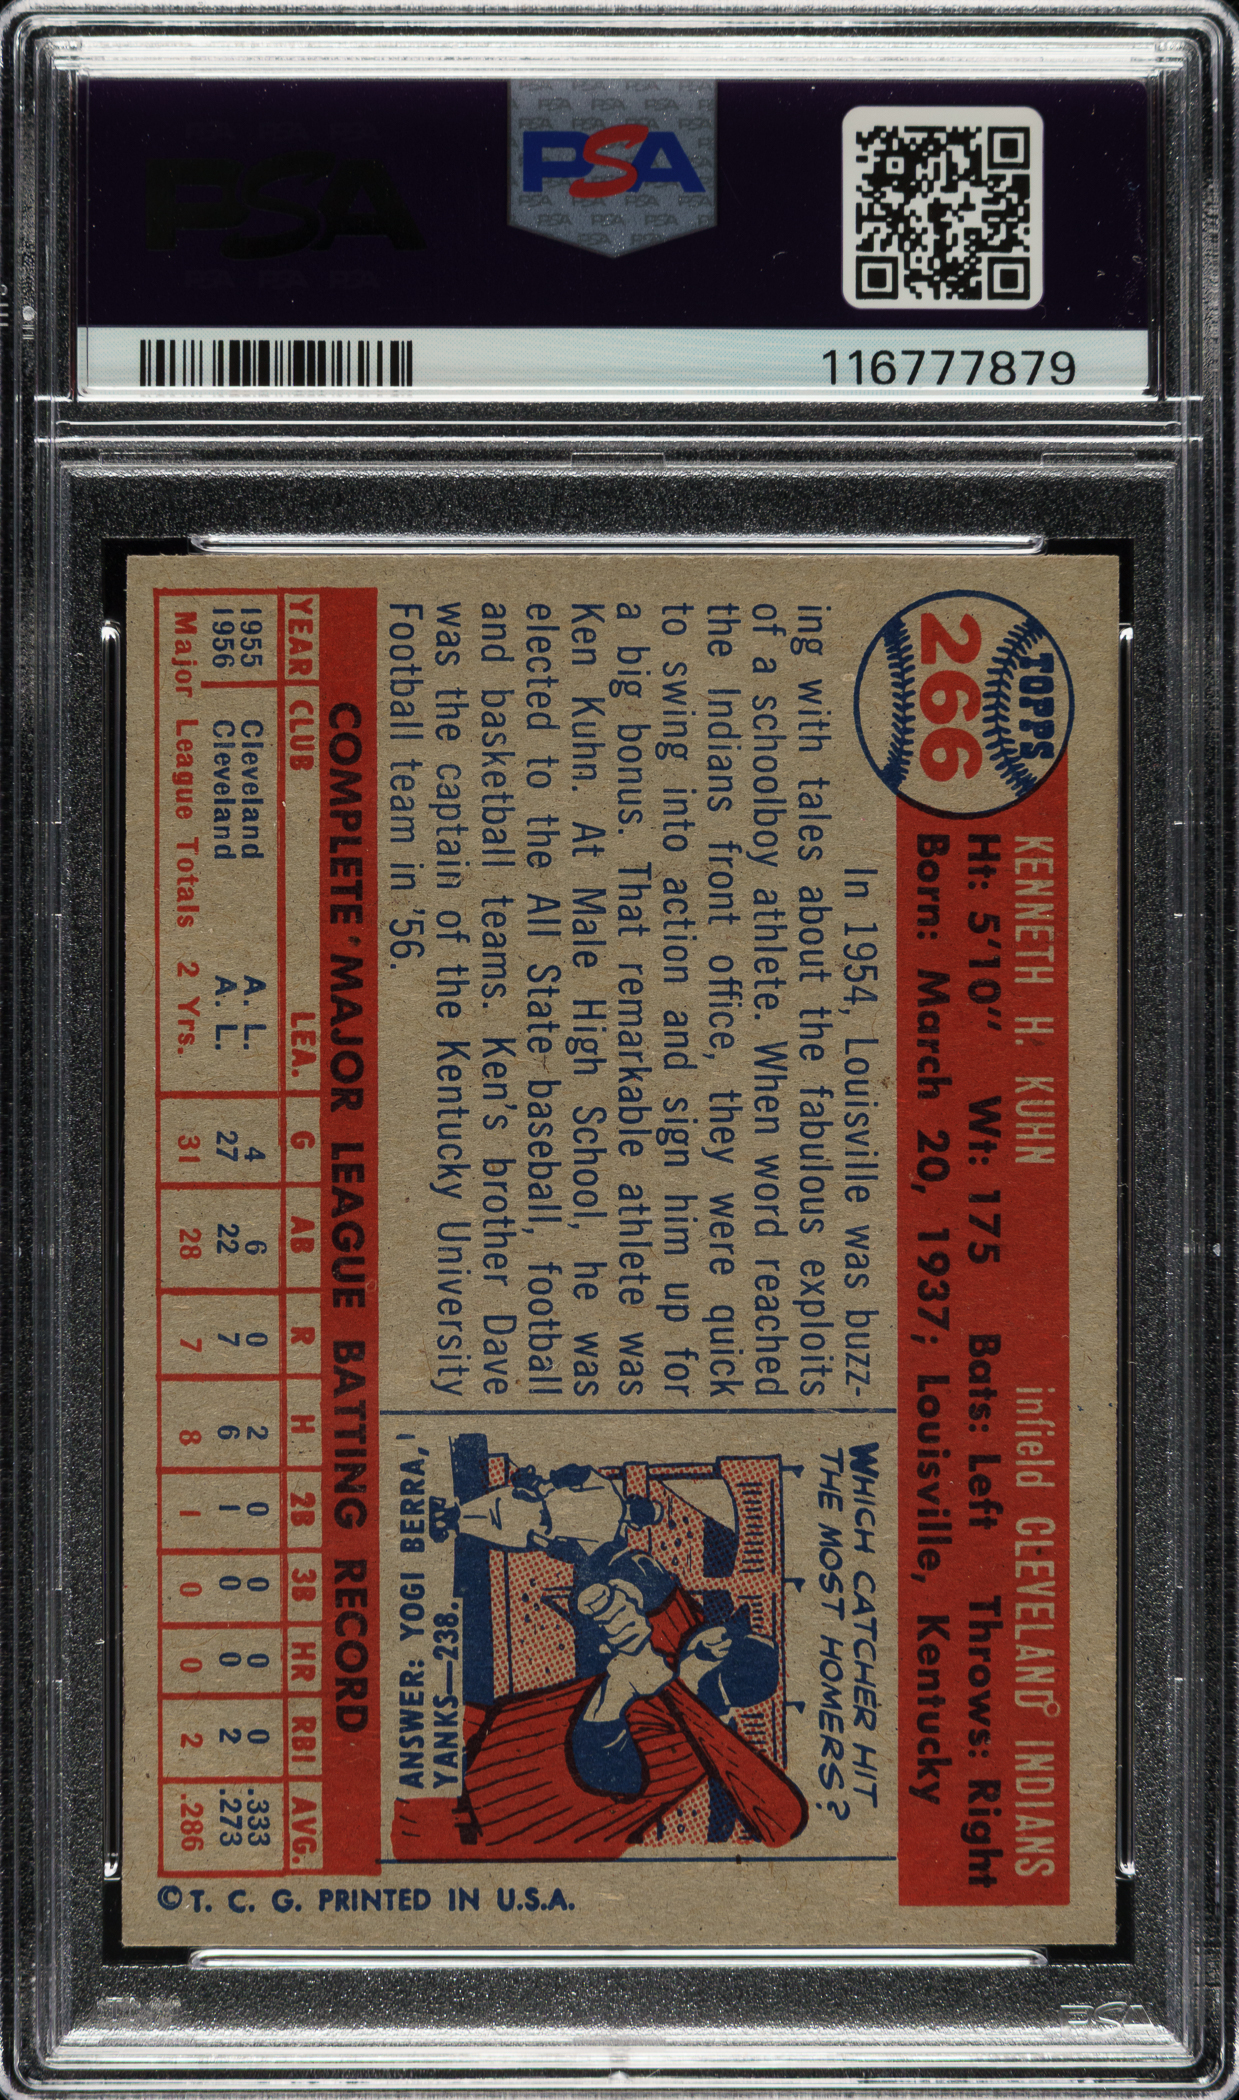 PSA
116777879
TOPPS
266
KENNETH H. KUHN infield CLEVELAND INDIANS
Ht: 5'10" Wt: 175 Bats: Left Throws: Right
Born: March 20, 1937; Louisville, Kentucky
In 1954, Louisville was buzz-
ing with tales about the fabulous exploits
of a schoolboy athlete. When word reached
the Indians front office, they were quick
to swing into action and sign him up for
a big bonus. That remarkable athlete was
Ken Kuhn. At Male High School, he was
elected to the All State baseball, football
and basketball teams. Ken's brother Dave
was the captain of the Kentucky University
Football team in '56.
WHICH CATCHER HIT
THE MOST HOMERS?
ANSWER: YOGI BERRA,
YANKS—238.
COMPLETE MAJOR LEAGUE BATTING RECORD
YEAR CLUB LEA. G AB R H 2B 3B HR RBI AVG.
1955 Cleveland A. L. 4 6 0 2 0 0 0 0 .333
1956 Cleveland A. L. 27 22 7 6 1 0 0 2 .273
Major League Totals 2 Yrs. 31 28 7 8 1 0 0 2 .286
© T. C. G. PRINTED IN U.S.A.
PSA